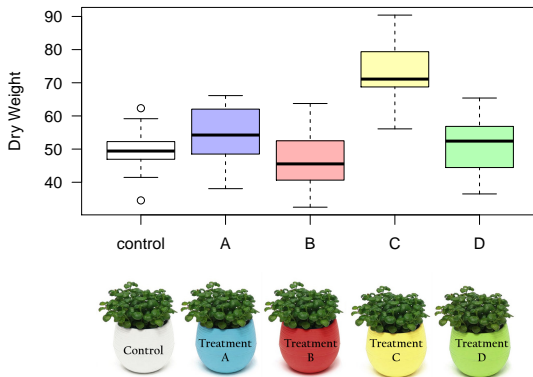 90
80
70
60
50
40
Dry Weight
control A B C D
Control
Treatment
A
Treatment
B
Treatment
C
Treatment
D